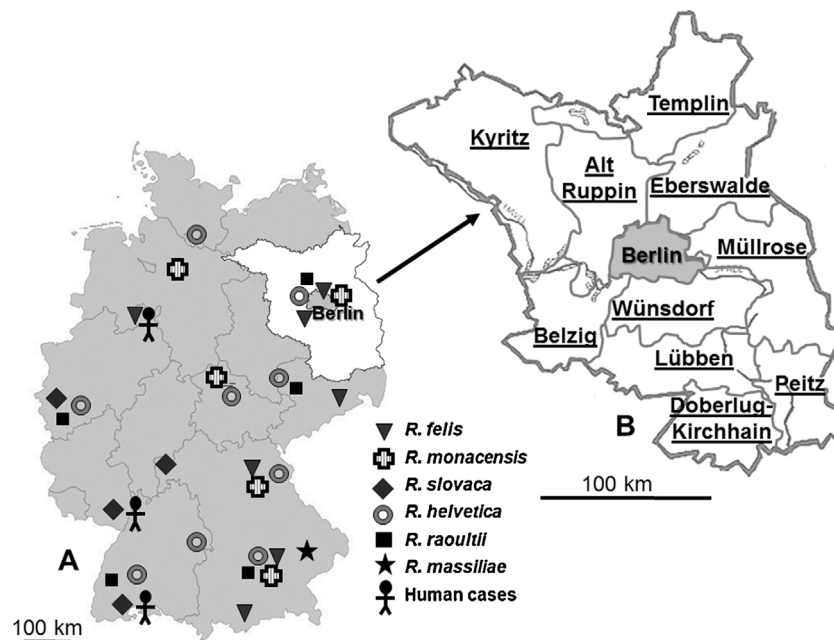 Templin
Kyritz
Alt
Ruppin
Eberswalde
Berlin
Müllrose
Wünsdorf
Belzig
Lübben
Peitz
Doberlug-
Kirchhain
B
100 km
Berlin
A
100 km
R. felis
R. monacensis
R. slovaca
R. helvetica
R. raoultii
R. massiliae
Human cases